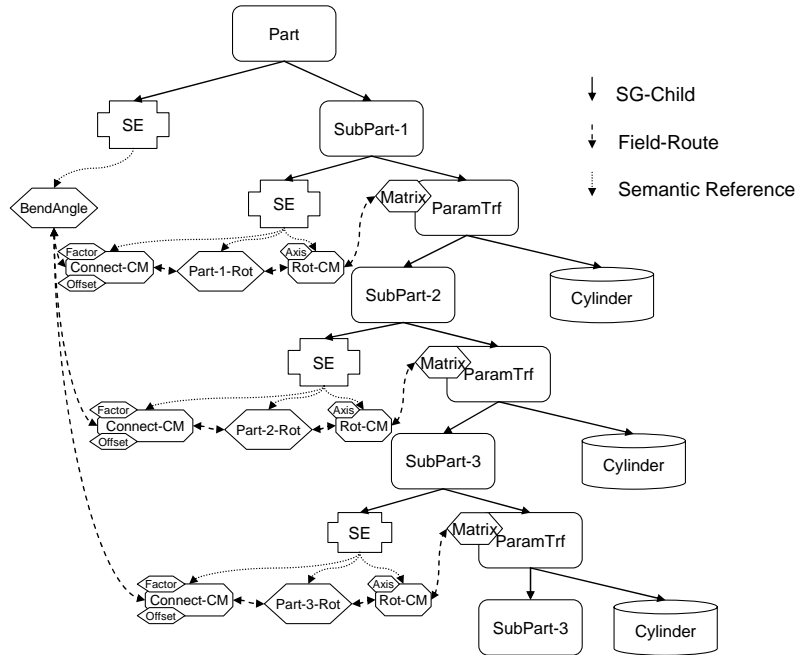 Part
SE
SubPart-1
SG-Child
Field-Route
Semantic Reference
BendAngle
SE
Matrix
ParamTrf
Factor
Connect-CM
Offset
Part-1-Rot
Axis
Rot-CM
SubPart-2
Cylinder
SE
Matrix
ParamTrf
Factor
Connect-CM
Offset
Part-2-Rot
Axis
Rot-CM
SubPart-3
Cylinder
SE
Matrix
ParamTrf
Factor
Connect-CM
Offset
Part-3-Rot
Axis
Rot-CM
SubPart-3
Cylinder